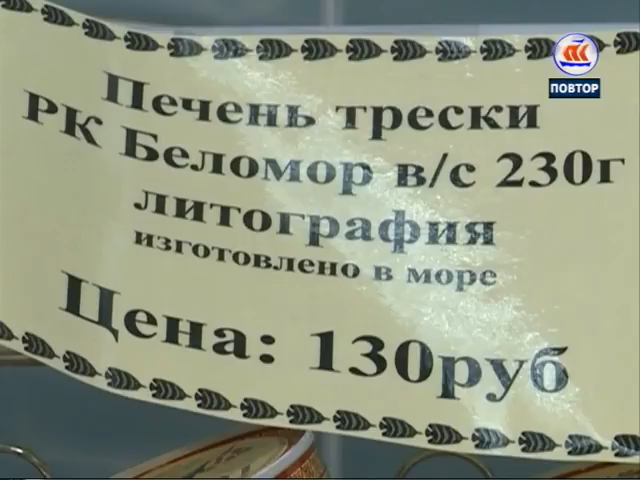 Печень трески
РК Беломор в/с 230г
литография
изготовлено в море
Цена: 130руб
ПОВТОР